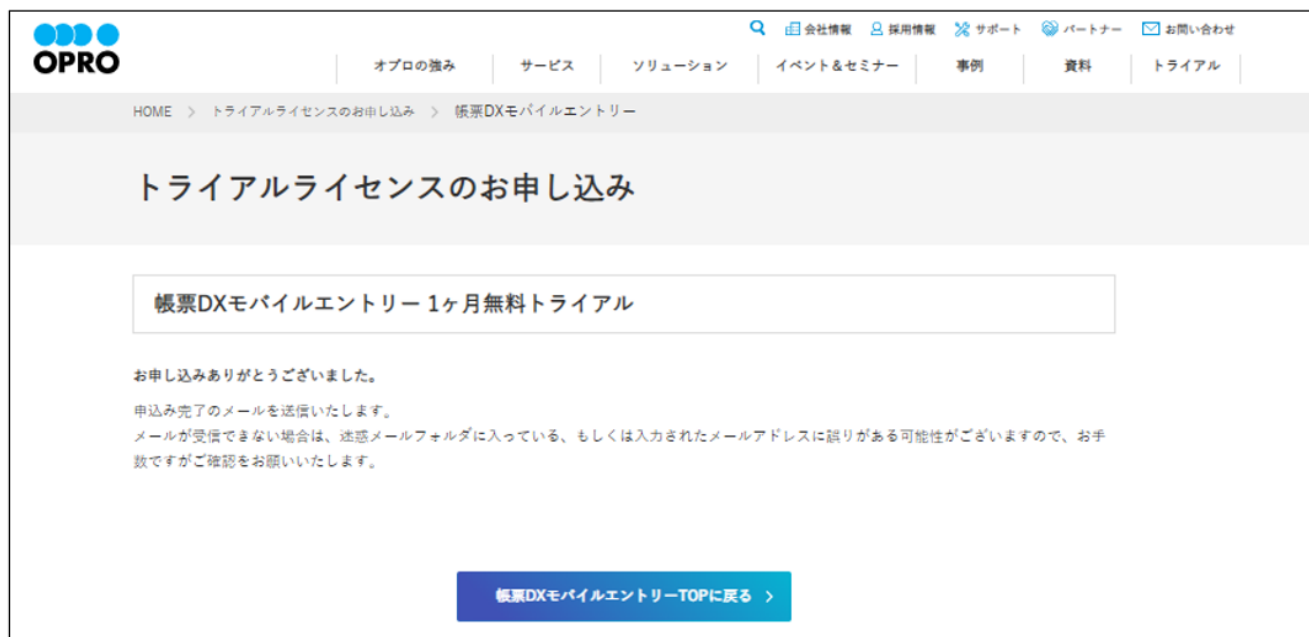 会社情報 採用情報 サポート パートナー お問い合わせ
OPRO
オプロの強み サービス ソリューション イベント&セミナー 事例 資料 トライアル
HOME > トライアルライセンスのお申し込み > 帳票DXモバイルエントリー
トライアルライセンスのお申し込み
帳票DXモバイルエントリー 1ヶ月無料トライアル
お申し込みありがとうございました。
申込み完了のメールを送信いたします。
メールが受信できない場合は、迷惑メールフォルダに入っている、もしくは入力されたメールアドレスに誤りがある可能性がございますので、お手
数ですがご確認をお願いいたします。
帳票DXモバイルエントリーTOPに戻る >